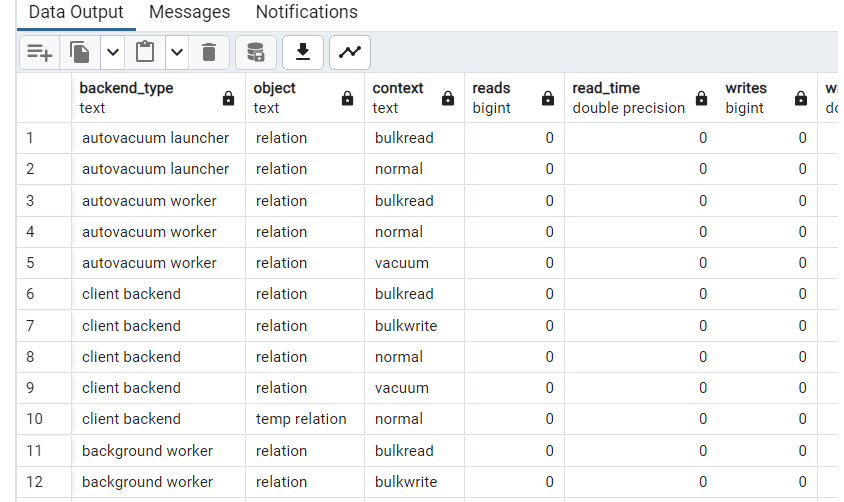 Data Output Messages Notifications
backend_type object context reads read_time writes wr
text text text bigint double precision bigint do
1 autovacuum launcher relation bulkread 0 0 0
2 autovacuum launcher relation normal 0 0 0
3 autovacuum worker relation bulkread 0 0 0
4 autovacuum worker relation normal 0 0 0
5 autovacuum worker relation vacuum 0 0 0
6 client backend relation bulkread 0 0 0
7 client backend relation bulkwrite 0 0 0
8 client backend relation normal 0 0 0
9 client backend relation vacuum 0 0 0
10 client backend temp relation normal 0 0 0
11 background worker relation bulkread 0 0 0
12 background worker relation bulkwrite 0 0 0